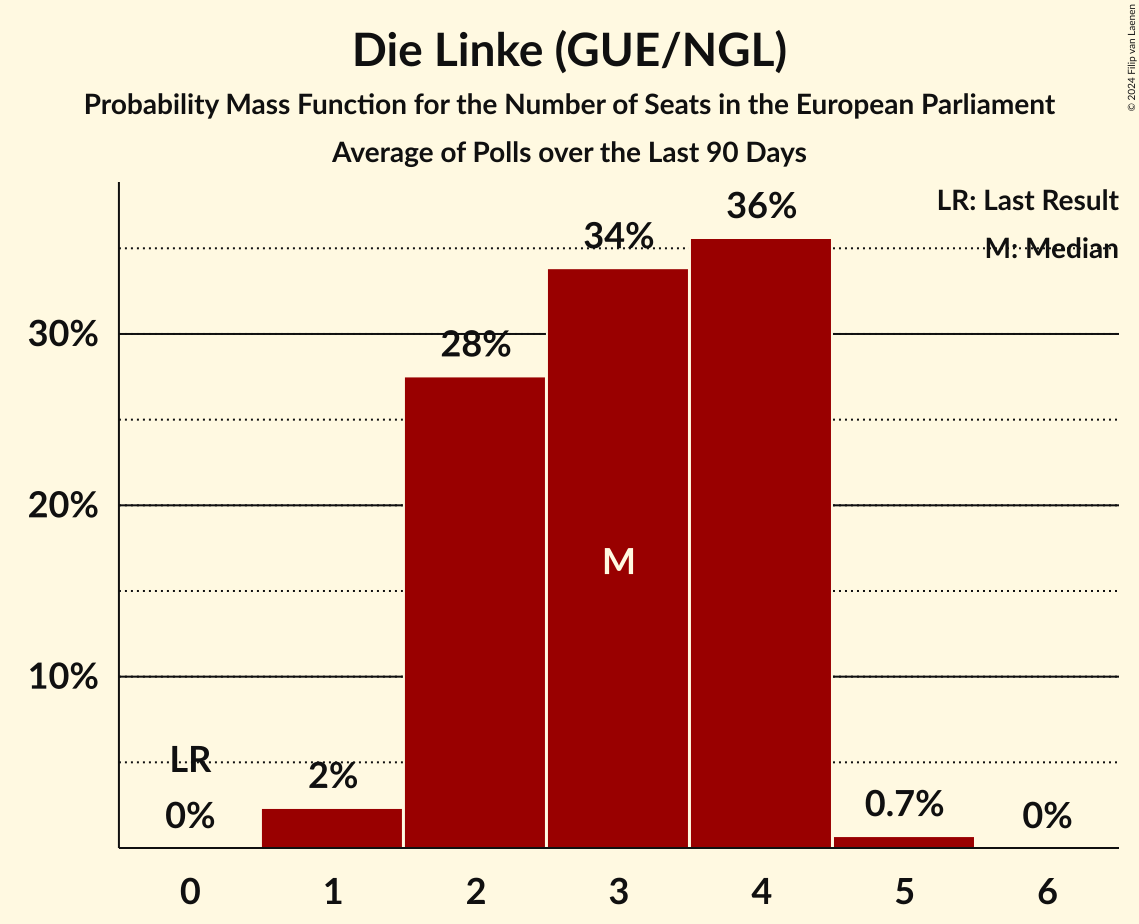 Die Linke (GUE/NGL)
Probability Mass Function for the Number of Seats in the European Parliament
Average of Polls over the Last 90 Days
© 2024 Filip van Laenen
LR: Last Result
M: Median
36%
34%
28%
30%
20%
M
10%
LR
2%
0%
0.7%
0%
0 1 2 3 4 5 6